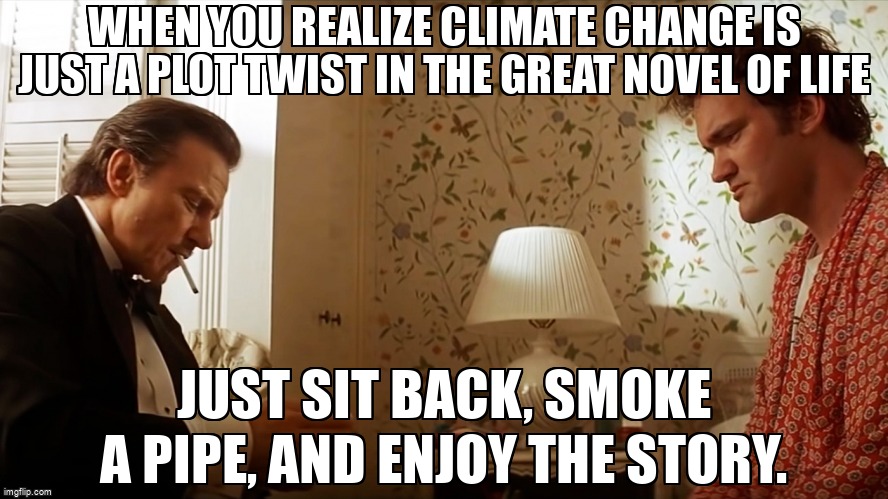 WHEN YOU REALIZE CLIMATE CHANGE IS
JUST A PLOT TWIST IN THE GREAT NOVEL OF LIFE
JUST SIT BACK, SMOKE
A PIPE, AND ENJOY THE STORY.
imgflip.com